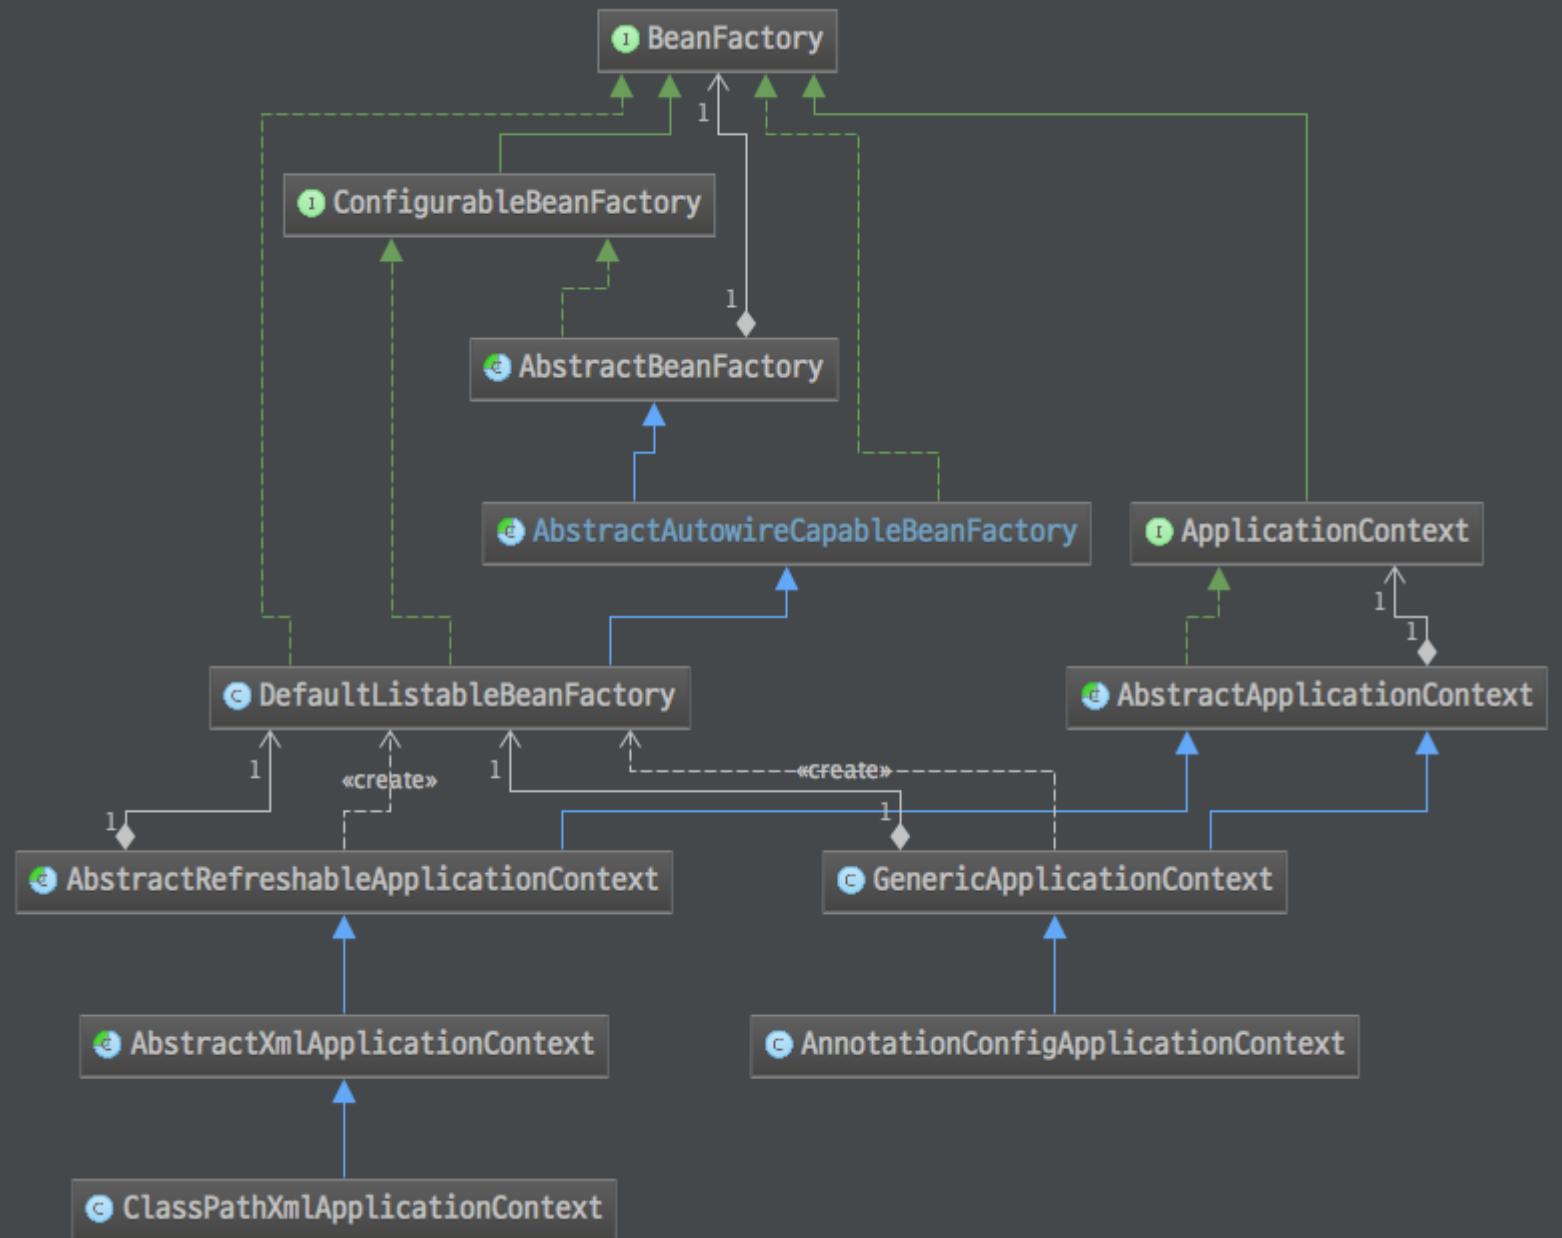 BeanFactory
1
ConfigurableBeanFactory
1
AbstractBeanFactory
AbstractAutowireCapableBeanFactory
ApplicationContext
1
1
DefaultListableBeanFactory
AbstractApplicationContext
1
«create»
1
«create»
1
1
AbstractRefreshableApplicationContext
GenericApplicationContext
AbstractXmlApplicationContext
AnnotationConfigApplicationContext
ClassPathXmlApplicationContext